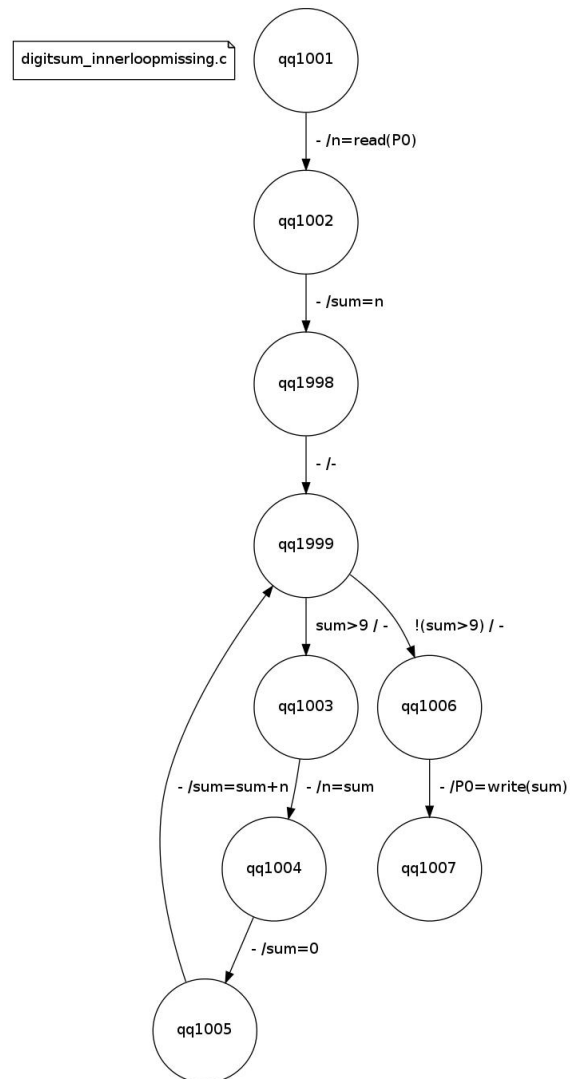 digitsum_innerloopmissing.c
qq1001
- /n=read(P0)
qq1002
- /sum=n
qq1998
- /-
qq1999
sum>9 / -
!(sum>9) / -
qq1003
qq1006
- /sum=sum+n
- /n=sum
- /P0=write(sum)
qq1004
qq1007
- /sum=0
qq1005